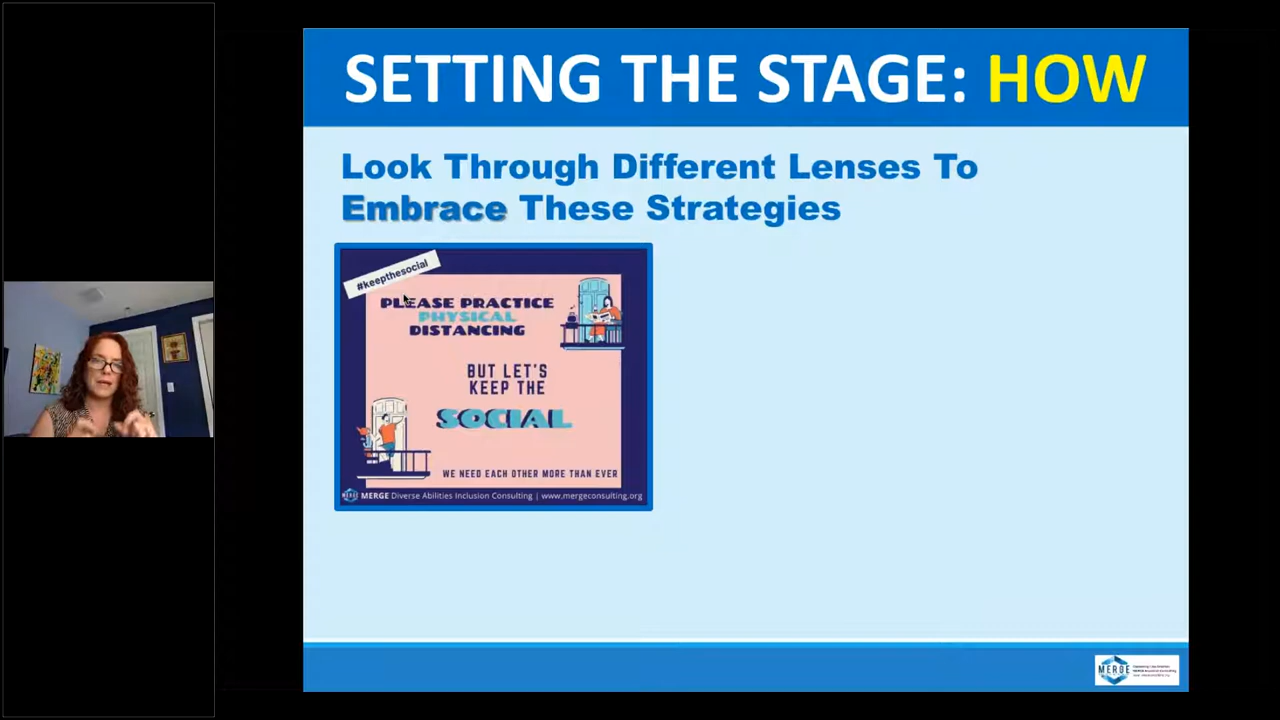 SETTING THE STAGE: HOW
Look Through Different Lenses To
Embrace These Strategies
#keepthesocial
PLEASE PRACTICE
PHYSICAL
DISTANCING
BUT LET'S
KEEP THE
SOCIAL
WE NEED EACH OTHER MORE THAN EVER
MERGE Diverse Abilities Inclusion Consulting | www.mergeconsulting.org
MERGE